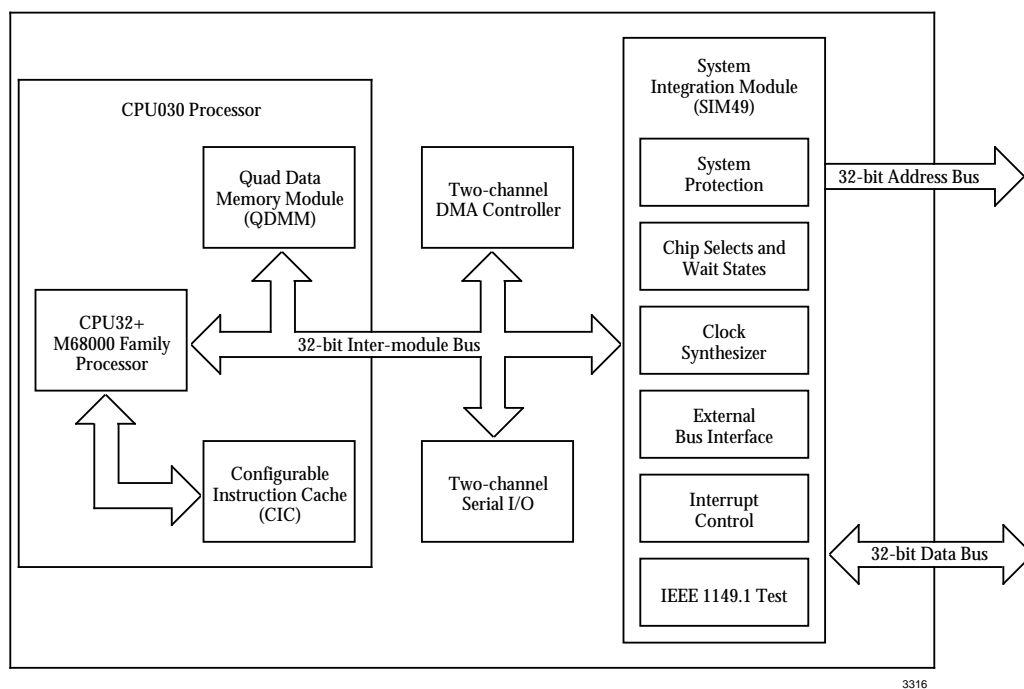 CPU030 Processor
Quad Data
Memory Module
(QDMM)
CPU32+
M68000 Family
Processor
Configurable
Instruction Cache
(CIC)
32-bit Inter-module Bus
Two-channel
DMA Controller
Two-channel
Serial I/O
System
Integration Module
(SIM49)
System
Protection
Chip Selects and
Wait States
Clock
Synthesizer
External
Bus Interface
Interrupt
Control
IEEE 1149.1 Test
32-bit Address Bus
32-bit Data Bus
3316